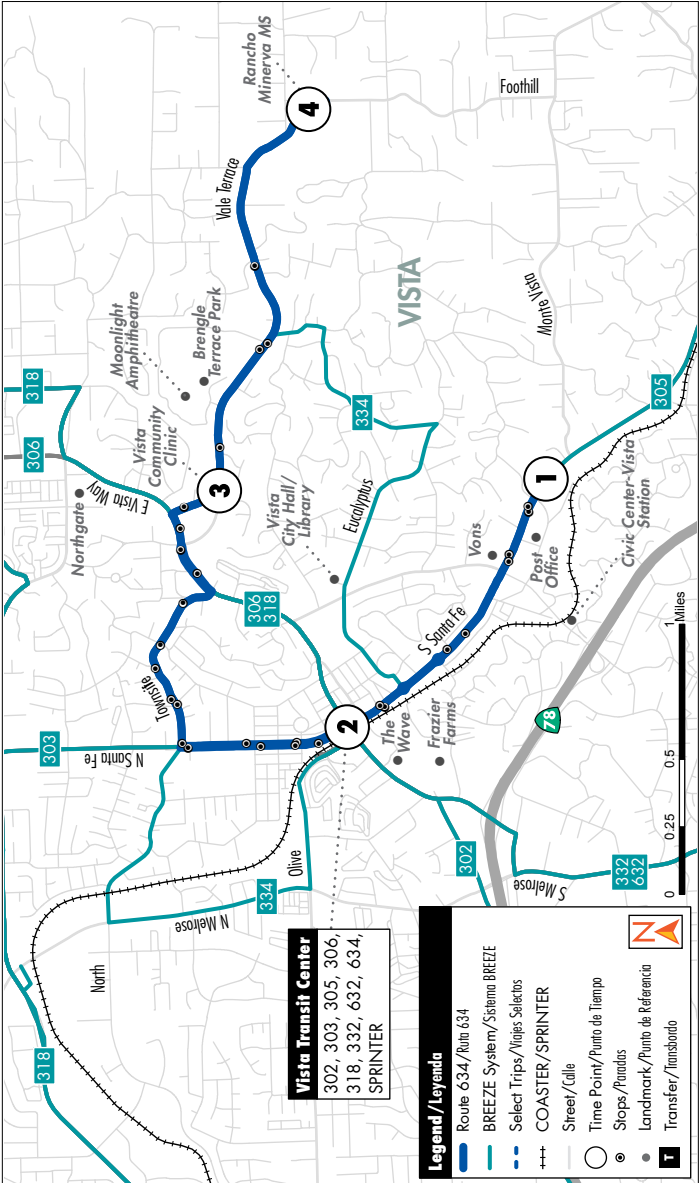 Rancho
Minerva MS
4
Foothill
Vale Terrace
VISTA
Moonlight
Amphitheatre
Brengle
Terrace Park
Monte Vista
318
306
334
305
Vista
Community
Clinic
3
1
E Vista Way
Northgate
Vista
City Hall/
Library
Eucalyptus
Vons
Post
Office
Civic Center-Vista
Station
306
318
S Santa Fe
Townsite
2
The
Wave
Frazier
Farms
78
303
N Santa Fe
Olive
334
N Melrose
302
332
632
S Melrose
North
318
0
0.25
0.5
1
Miles
Vista Transit Center
302, 303, 305, 306,
318, 332, 632, 634,
SPRINTER
Legend/Leyenda
Route 634/Ruta 634
BREEZE System/Sistema BREEZE
Select Trips/Viajes Selectos
COASTER/SPRINTER
Street/Calle
Time Point/Punto de Tiempo
Stops/Paradas
Landmark/Punto de Referencia
T Transfer/Transbordo
N